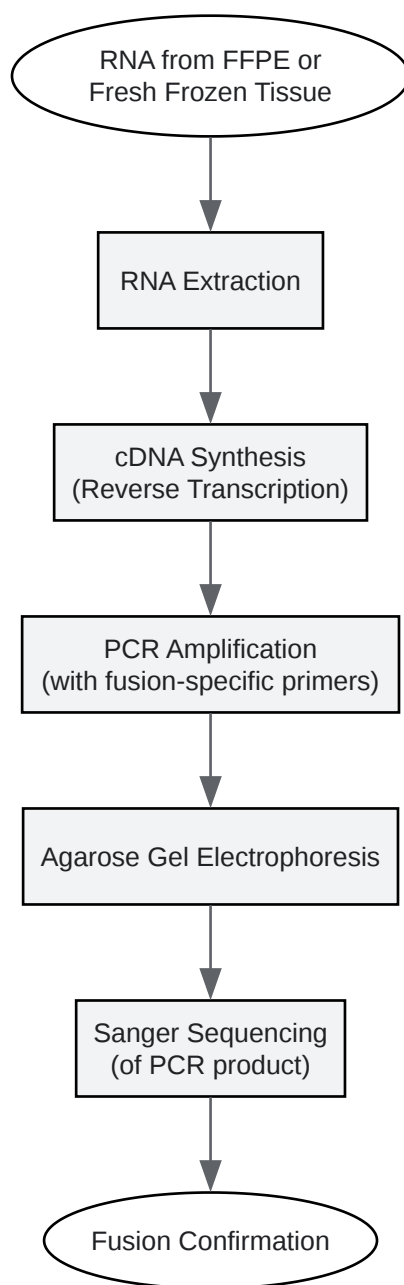 RNA from FFPE or
Fresh Frozen Tissue
RNA Extraction
cDNA Synthesis
(Reverse Transcription)
PCR Amplification
(with fusion-specific primers)
Agarose Gel Electrophoresis
Sanger Sequencing
(of PCR product)
Fusion Confirmation